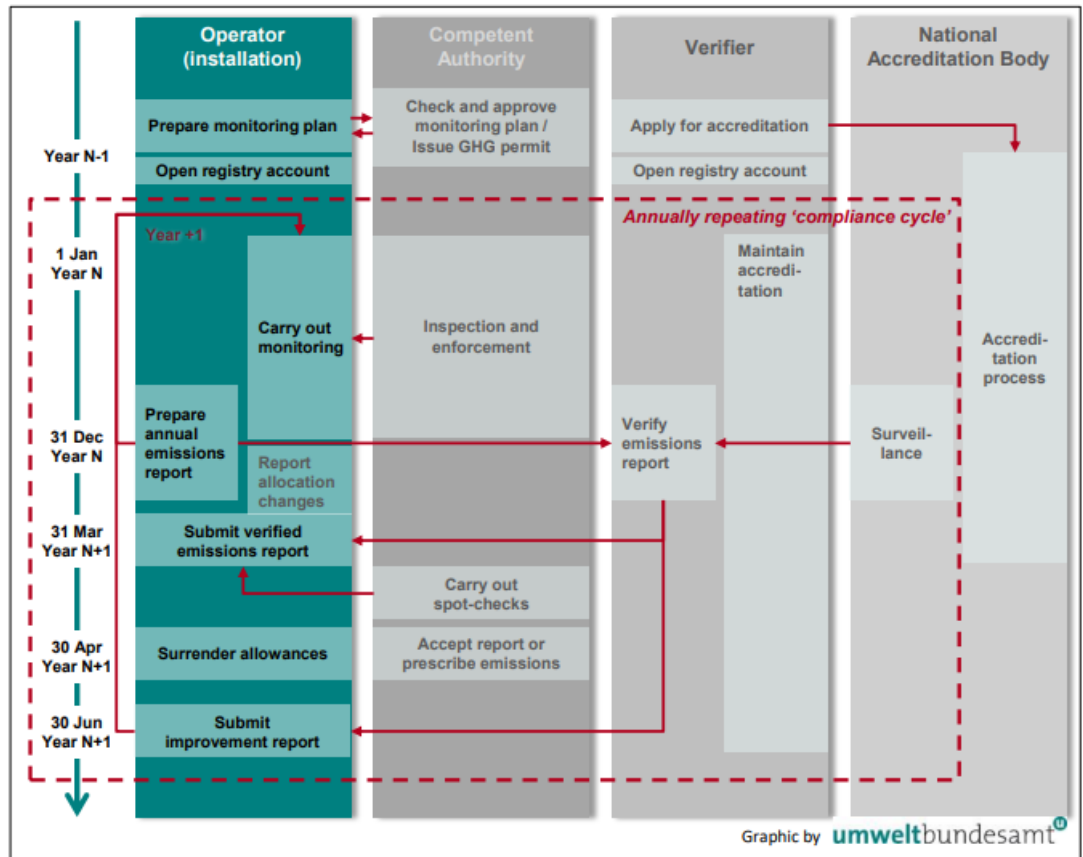 Operator
(installation)
Competent
Authority
Verifier
National
Accreditation Body
Year N-1
Prepare monitoring plan
Check and approve
monitoring plan /
Issue GHG permit
Apply for accreditation
Open registry account
Open registry account
Annually repeating ‘compliance cycle’
Year +1
1 Jan
Year N
Maintain
accredi-
tation
Carry out
monitoring
Inspection and
enforcement
Accredi-
tation
process
31 Dec
Year N
Prepare
annual
emissions
report
Report
allocation
changes
Verify
emissions
report
Surveil-
lance
31 Mar
Year N+1
Submit verified
emissions report
Carry out
spot-checks
30 Apr
Year N+1
Surrender allowances
Accept report or
prescribe emissions
30 Jun
Year N+1
Submit
improvement report
Graphic by umweltbundesamt u